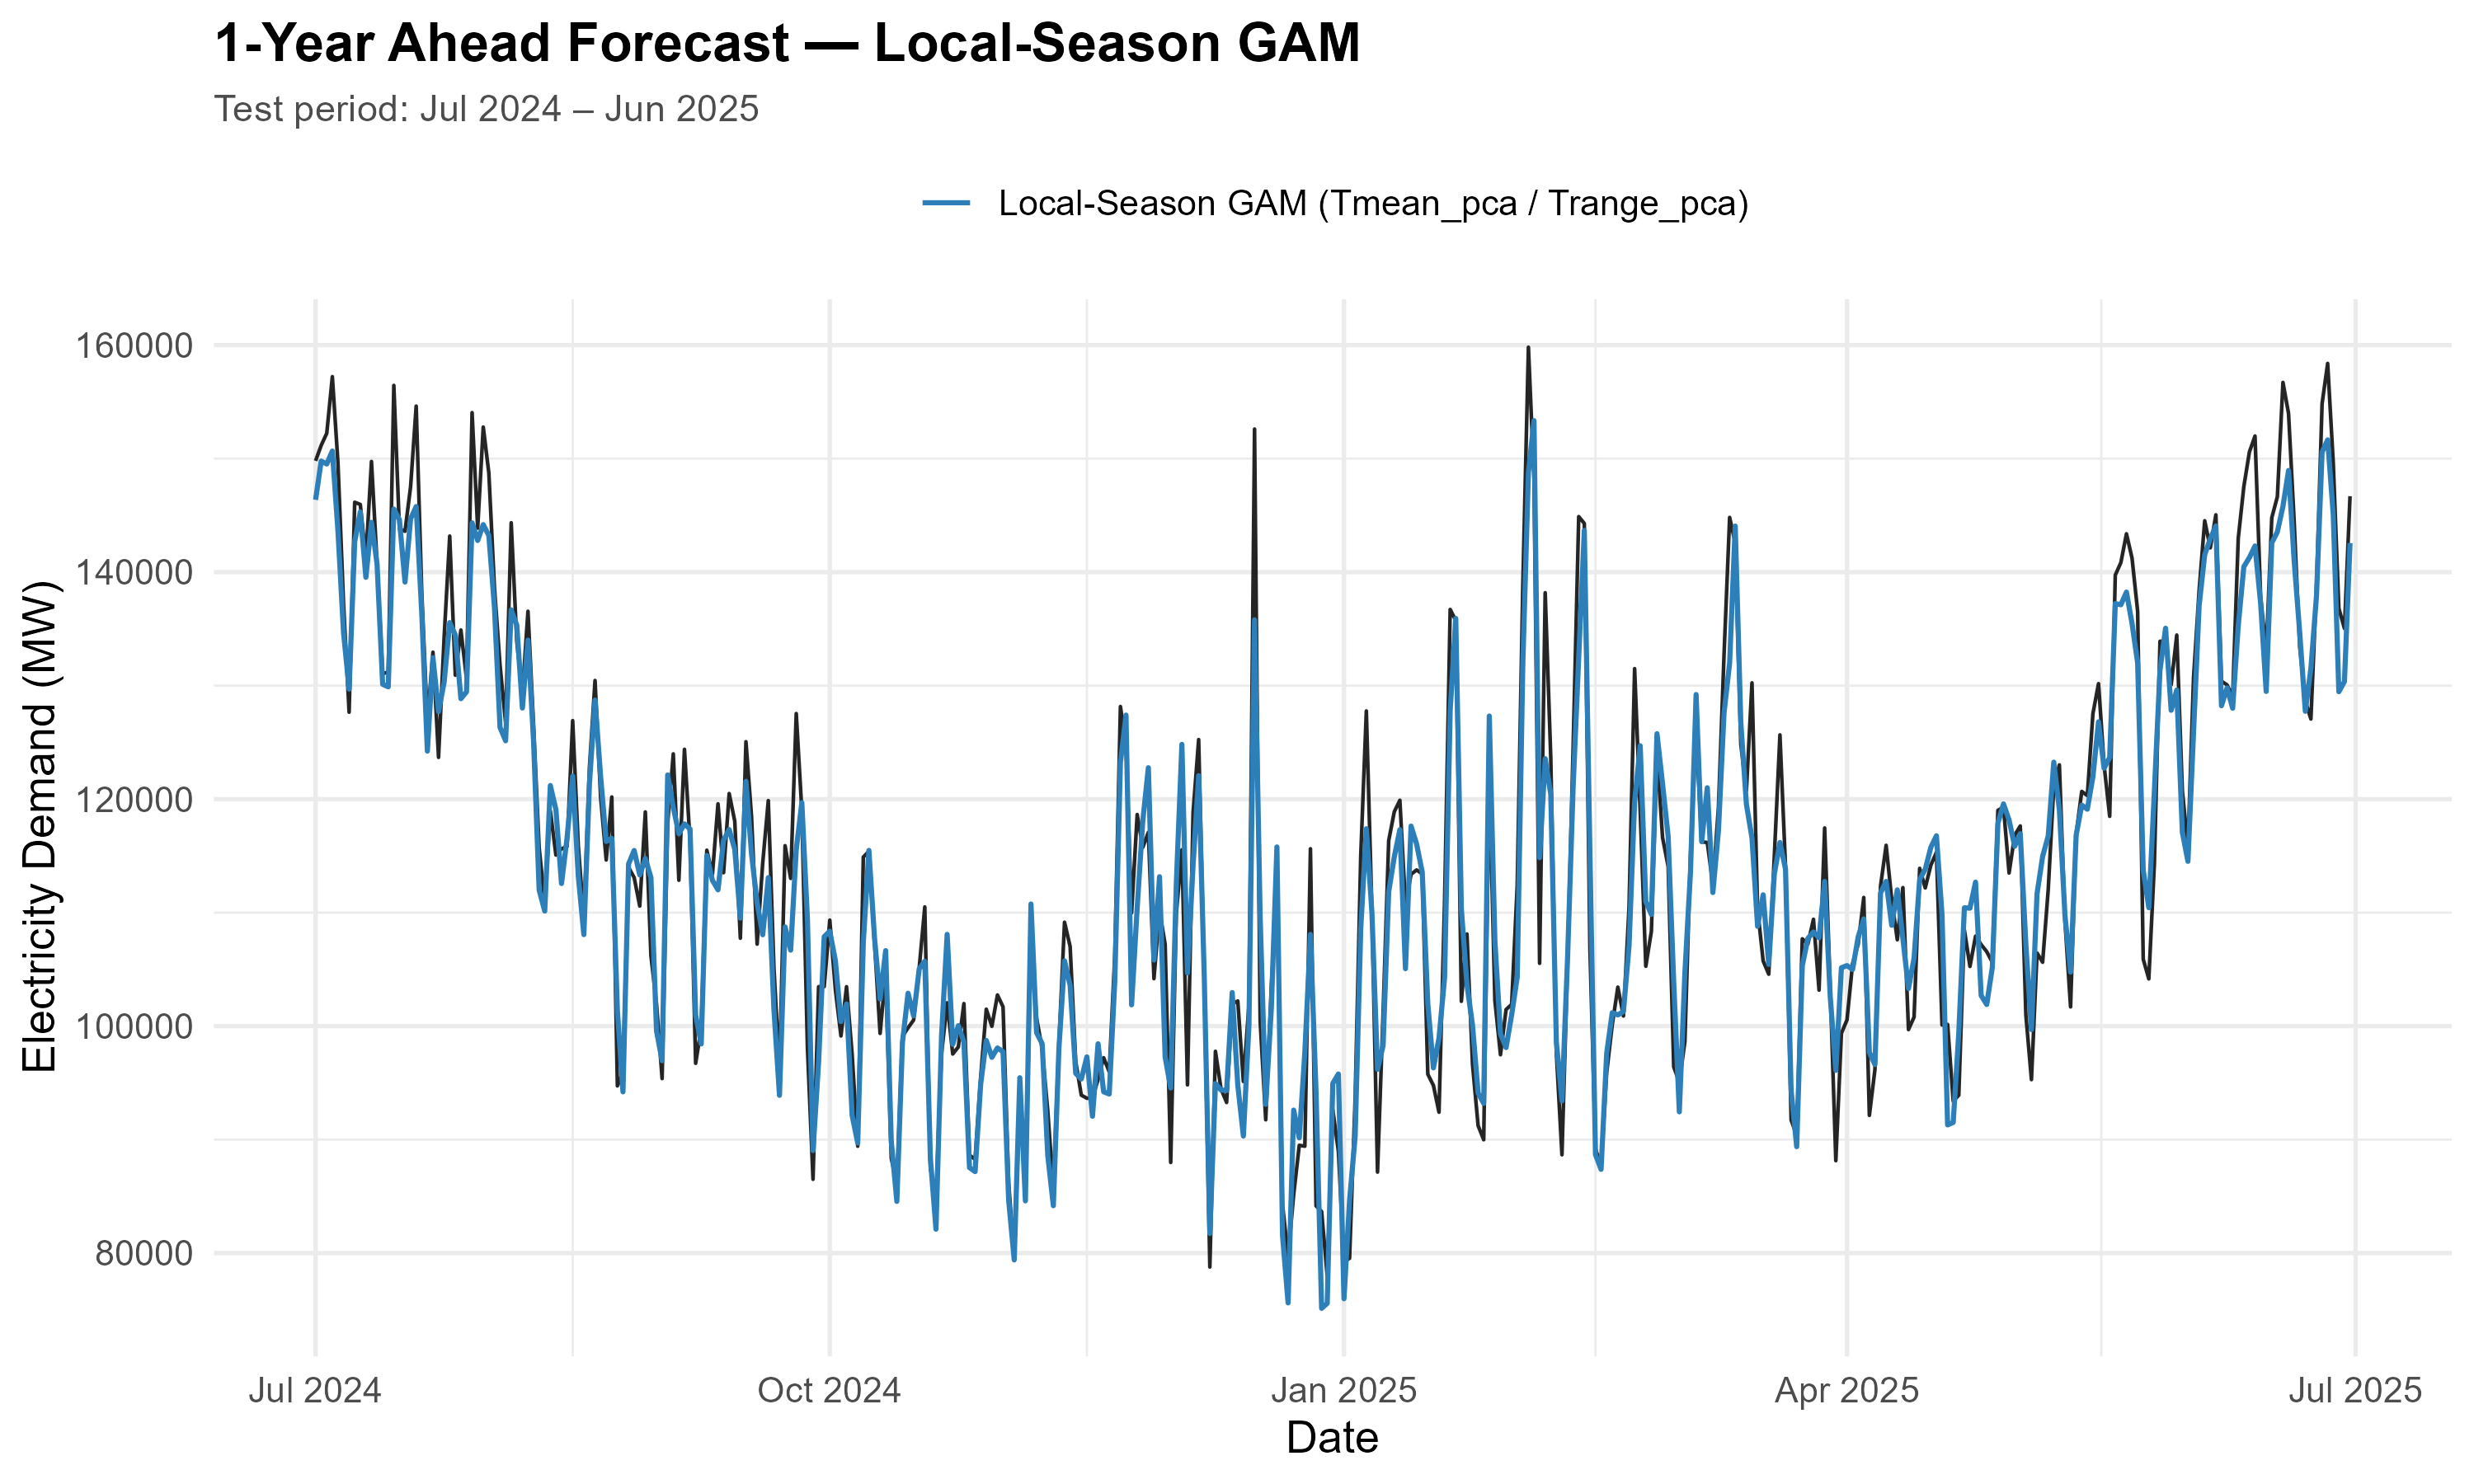 1-Year Ahead Forecast — Local-Season GAM
Test period: Jul 2024 – Jun 2025
Local-Season GAM (Tmean_pca / Trange_pca)
Electricity Demand (MW)
160000
140000
120000
100000
80000
Jul 2024
Oct 2024
Jan 2025
Apr 2025
Jul 2025
Date